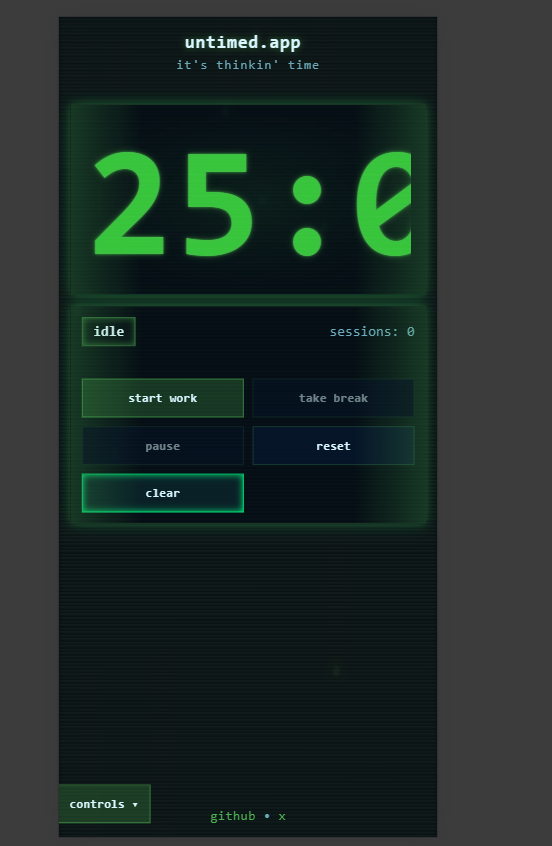 untimed.app
it's thinkin' time
25:0
idle
sessions: 0
start work
take break
pause
reset
clear
controls ▾
github • x